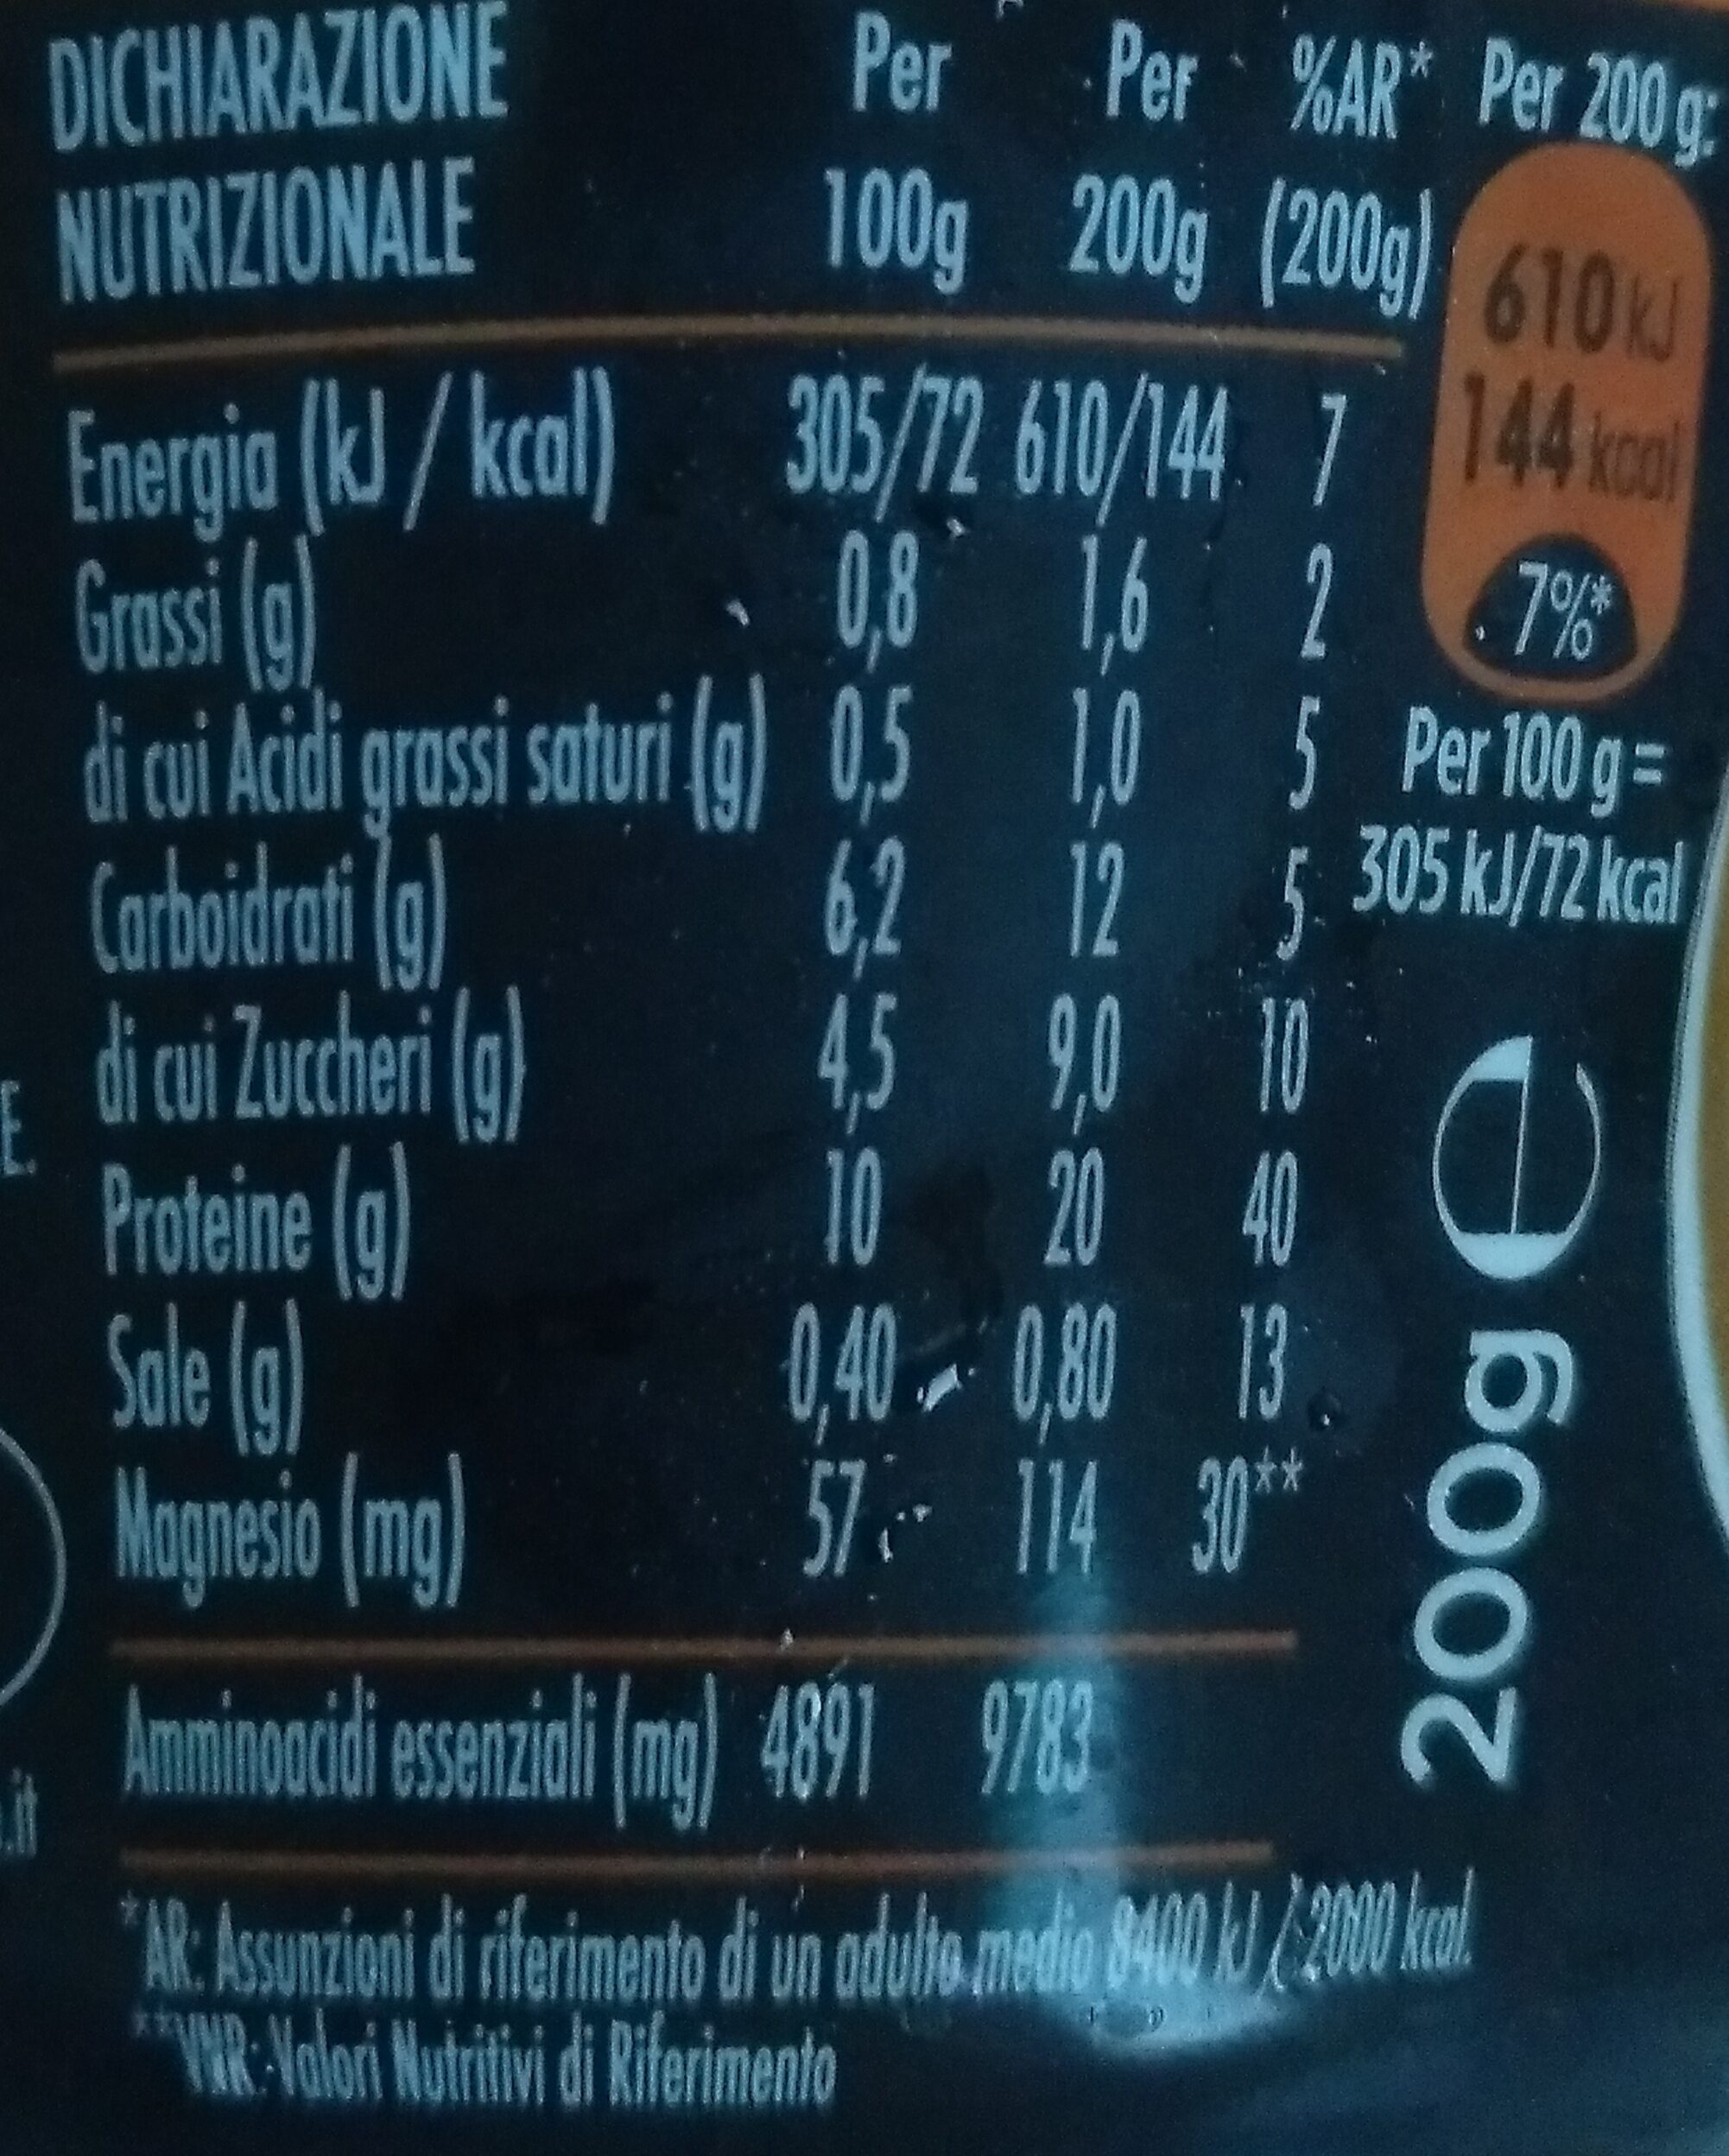 DICHIARAZIONE NUTRIZIONALE Per 100g Per 200g %AR* (200g)
Energia (kJ / kcal) 305/72 610/144 7
Grassi (g) 0,8 1,6 2
di cui Acidi grassi saturi (g) 0,5 1,0 5
Carboidrati (g) 6,2 12 5
di cui Zuccheri (g) 4,5 9,0 10
Proteine (g) 10 20 40
Sale (g) 0,40 0,80 13
Magnesio (mg) 57 114 30**
Amminoacidi essenziali (mg) 4891 9783
*AR: Assunzioni di riferimento di un adulto medio 8400 kJ / 2000 kcal.
**VNR: Valori Nutritivi di Riferimento
Per 200 g:
610 kJ
144 kcal
7%*
Per 100 g =
305 kJ/72 kcal
200g e
E.
.it